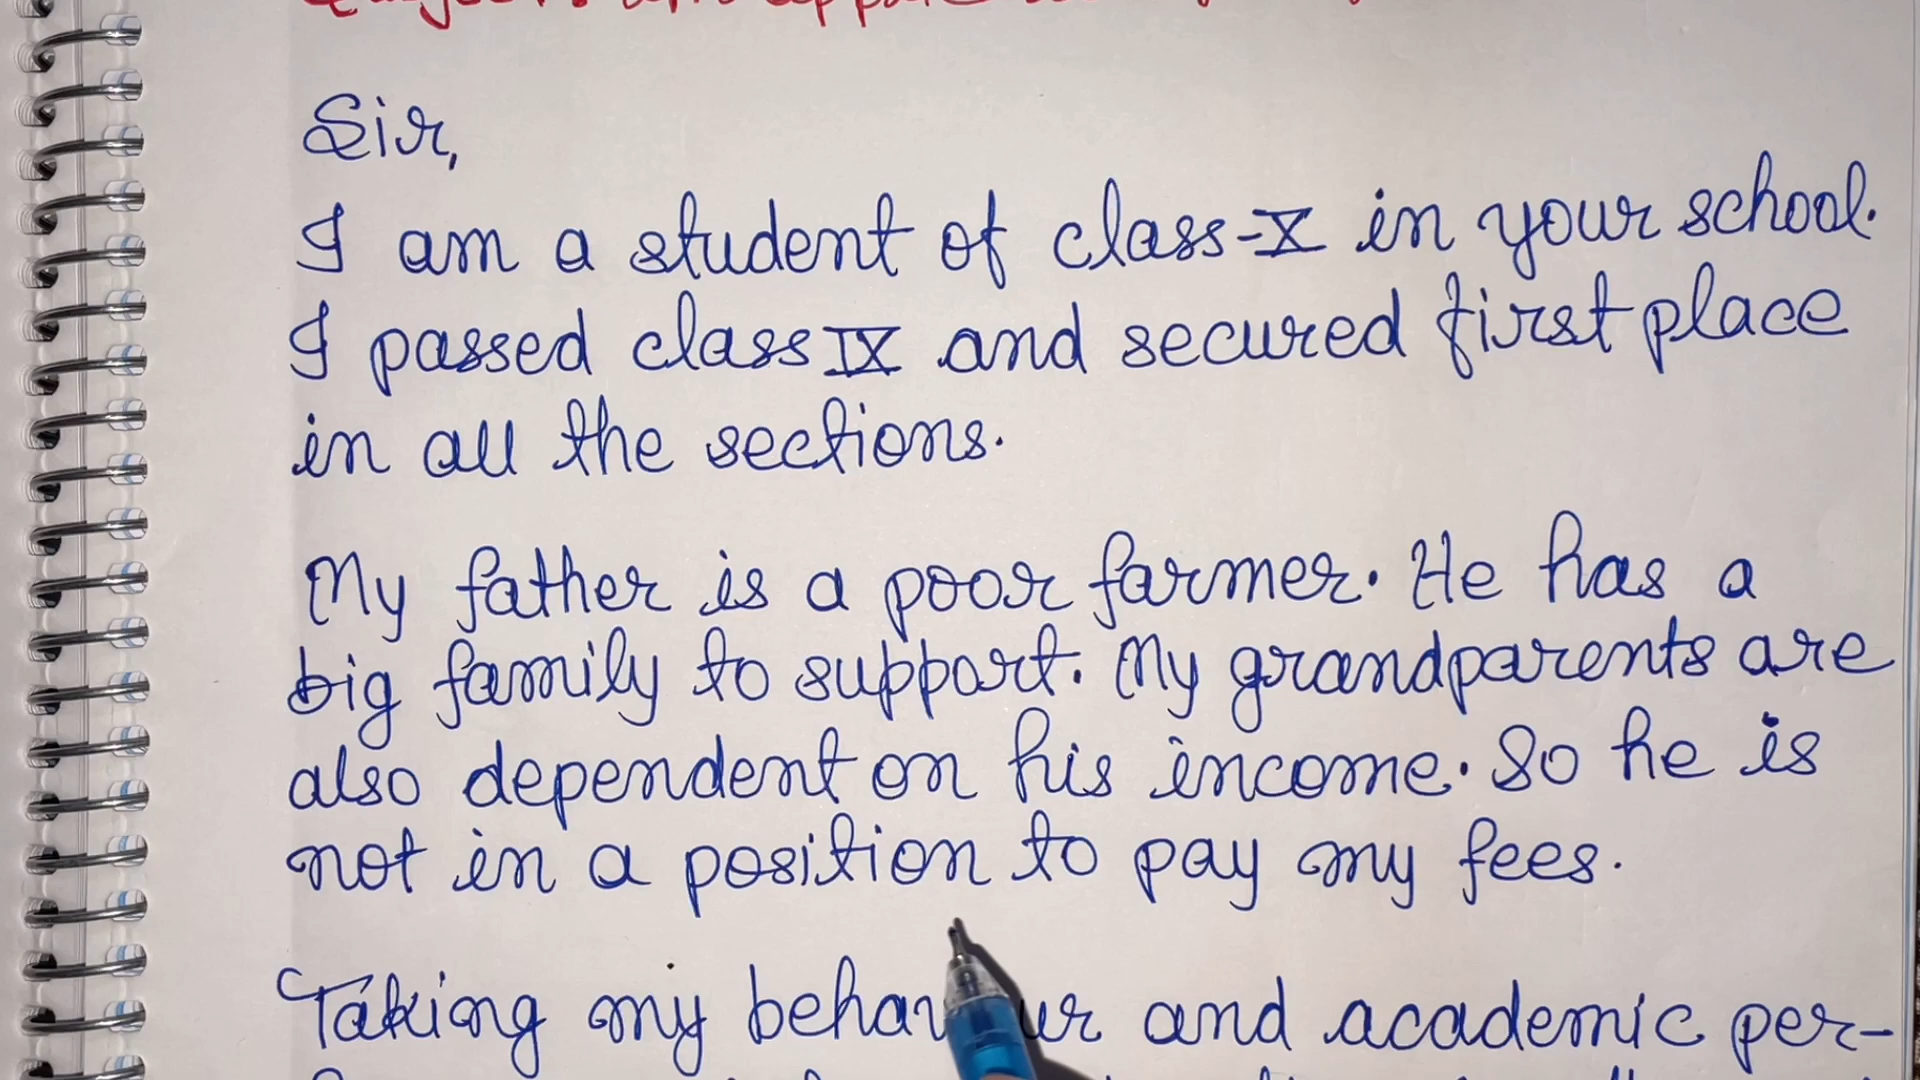 Sir,
I am a student of class-X in your school.
I passed class IX and secured first place
in all the sections.
My father is a poor farmer. He has a
big family to support. My grandparents are
also dependent on his income. So he is
not in a position to pay my fees.
Taking my and academic per-